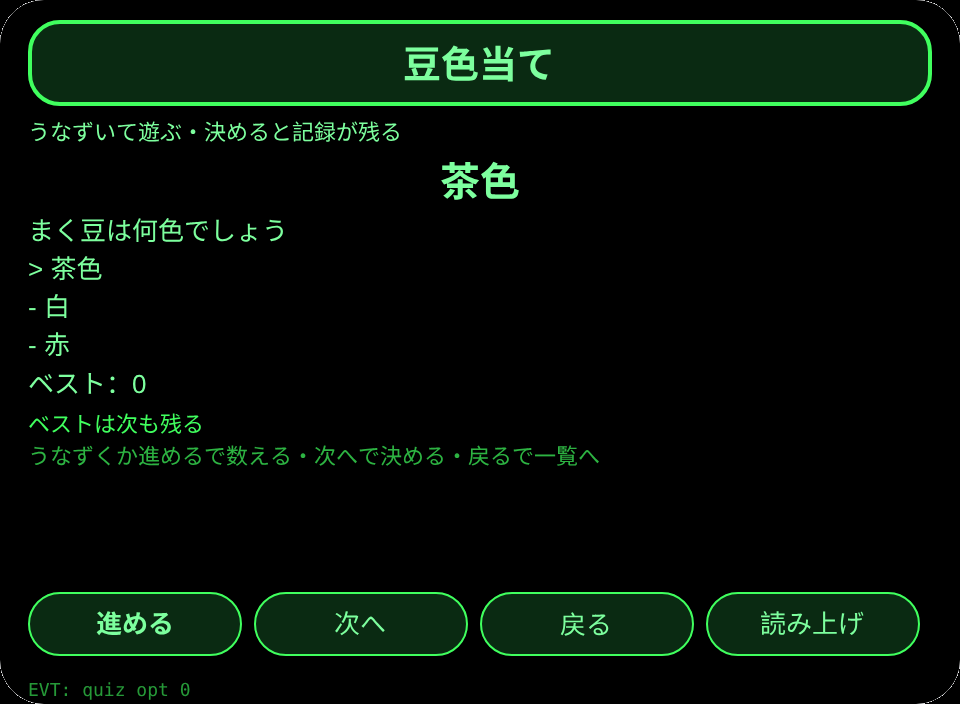 豆色当て
うなずいて遊ぶ・決めると記録が残る
茶色
まく豆は何色でしょう
> 茶色
- 白
- 赤
ベスト: 0
ベストは次も残る
うなずくか進めるで数える・次へで決める・戻るで一覧へ
進める
次へ
戻る
読み上げ
EVT: quiz opt 0